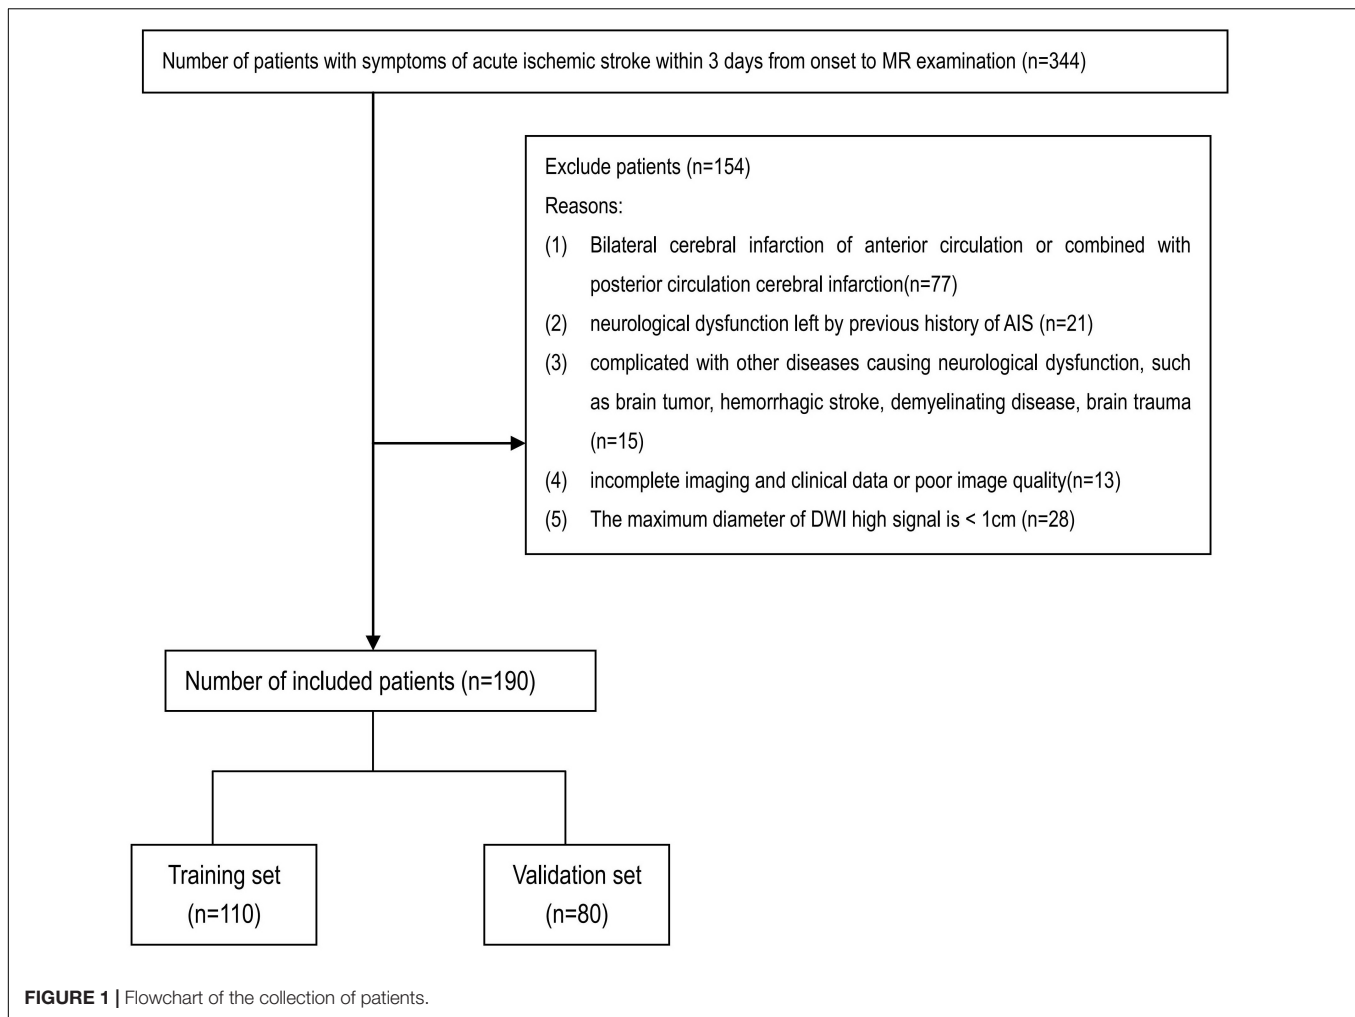 Number of patients with symptoms of acute ischemic stroke within 3 days from onset to MR examination (n=344)
Exclude patients (n=154)
Reasons:
(1) Bilateral cerebral infarction of anterior circulation or combined with
posterior circulation cerebral infarction(n=77)
(2) neurological dysfunction left by previous history of AIS (n=21)
(3) complicated with other diseases causing neurological dysfunction, such
as brain tumor, hemorrhagic stroke, demyelinating disease, brain trauma
(n=15)
(4) incomplete imaging and clinical data or poor image quality(n=13)
(5) The maximum diameter of DWI high signal is < 1cm (n=28)
Number of included patients (n=190)
Training set
(n=110)
Validation set
(n=80)
FIGURE 1 | Flowchart of the collection of patients.